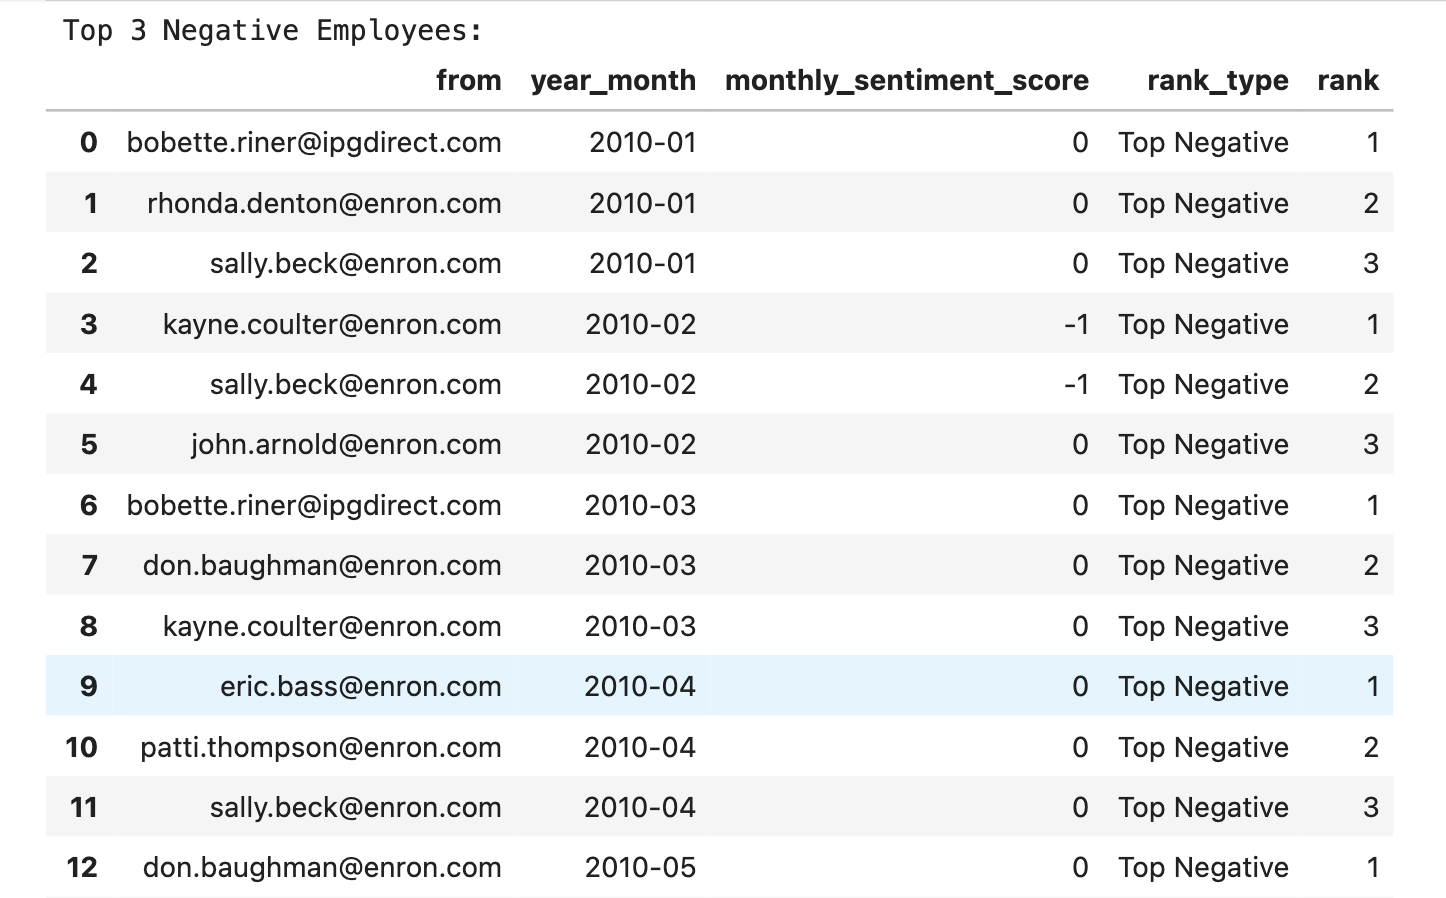 Top 3 Negative Employees:
from year_month monthly_sentiment_score rank_type rank
0 bobette.riner@ipgdirect.com 2010-01 0 Top Negative 1
1 rhonda.denton@enron.com 2010-01 0 Top Negative 2
2 sally.beck@enron.com 2010-01 0 Top Negative 3
3 kayne.coulter@enron.com 2010-02 -1 Top Negative 1
4 sally.beck@enron.com 2010-02 -1 Top Negative 2
5 john.arnold@enron.com 2010-02 0 Top Negative 3
6 bobette.riner@ipgdirect.com 2010-03 0 Top Negative 1
7 don.baughman@enron.com 2010-03 0 Top Negative 2
8 kayne.coulter@enron.com 2010-03 0 Top Negative 3
9 eric.bass@enron.com 2010-04 0 Top Negative 1
10 patti.thompson@enron.com 2010-04 0 Top Negative 2
11 sally.beck@enron.com 2010-04 0 Top Negative 3
12 don.baughman@enron.com 2010-05 0 Top Negative 1